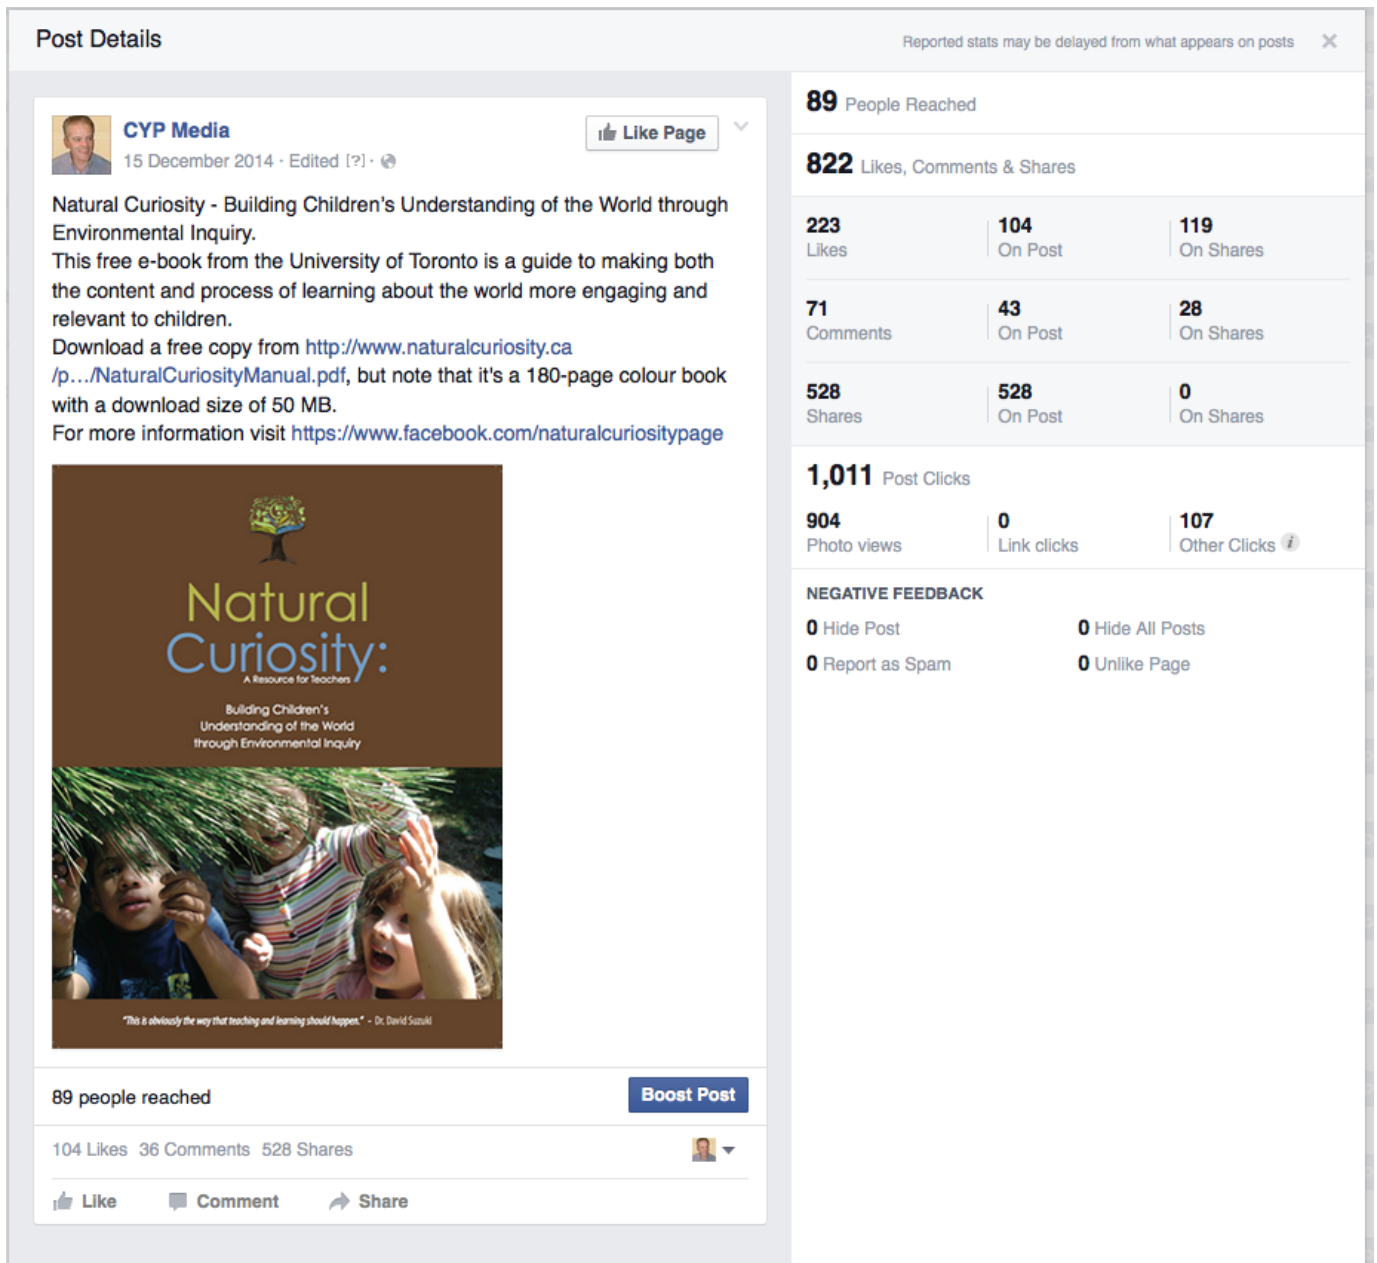 Post Details
Reported stats may be delayed from what appears on posts
CYP Media
Like Page
15 December 2014 · Edited [?] ·
Natural Curiosity - Building Children's Understanding of the World through
Environmental Inquiry.
This free e-book from the University of Toronto is a guide to making both
the content and process of learning about the world more engaging and
relevant to children.
Download a free copy from http://www.naturalcuriosity.ca
/p…/NaturalCuriosityManual.pdf, but note that it's a 180-page colour book
with a download size of 50 MB.
For more information visit https://www.facebook.com/naturalcuriositypage
Natural
Curiosity:
A Resource for Teachers
Building Children's
Understanding of the World
through Environmental Inquiry
"This is obviously the way that teaching and learning should happen." - Dr. David Suzuki
89 people reached
Boost Post
104 Likes 36 Comments 528 Shares
Like Comment Share
89 People Reached
822 Likes, Comments & Shares
223 104 119
Likes On Post On Shares
71 43 28
Comments On Post On Shares
528 528 0
Shares On Post On Shares
1,011 Post Clicks
904 0 107
Photo views Link clicks Other Clicks i
NEGATIVE FEEDBACK
0 Hide Post 0 Hide All Posts
0 Report as Spam 0 Unlike Page